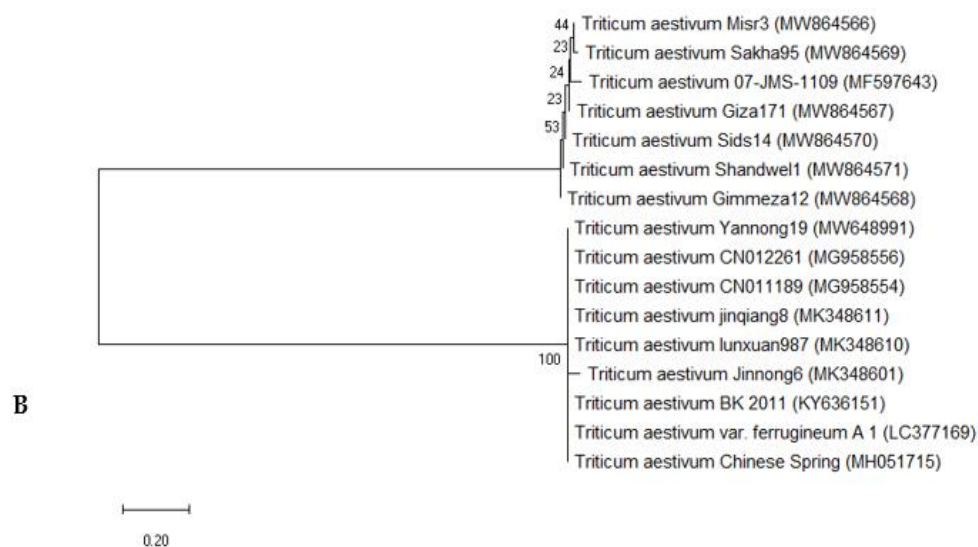 44
Triticum aestivum Misr3 (MW864566)
23
Triticum aestivum Sakha95 (MW864569)
24
Triticum aestivum 07-JMS-1109 (MF597643)
23
Triticum aestivum Giza171 (MW864567)
53
Triticum aestivum Sids14 (MW864570)
Triticum aestivum Shandwel1 (MW864571)
Triticum aestivum Gimmeza12 (MW864568)
Triticum aestivum Yannong19 (MW648991)
Triticum aestivum CN012261 (MG958556)
Triticum aestivum CN011189 (MG958554)
Triticum aestivum jinqiang8 (MK348611)
Triticum aestivum lunxuan987 (MK348610)
100
Triticum aestivum Jinnong6 (MK348601)
B
Triticum aestivum BK 2011 (KY636151)
Triticum aestivum var. ferrugineum A 1 (LC377169)
Triticum aestivum Chinese Spring (MH051715)
0.20